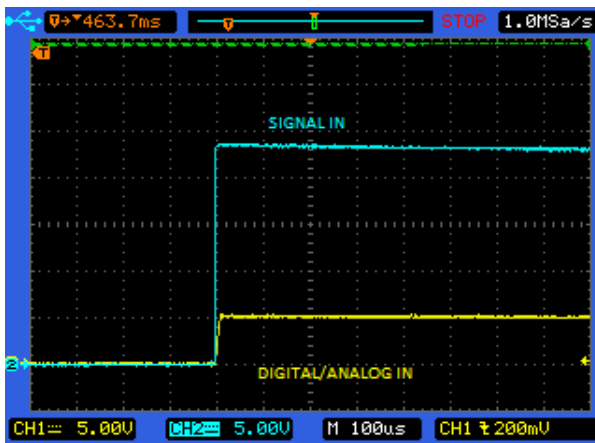 463.7ms T STOP 1.0MSa/s
T
SIGNAL IN
2
DIGITAL/ANALOG IN
CH1 5.00V CH2 5.00V M 100us CH1 200mV